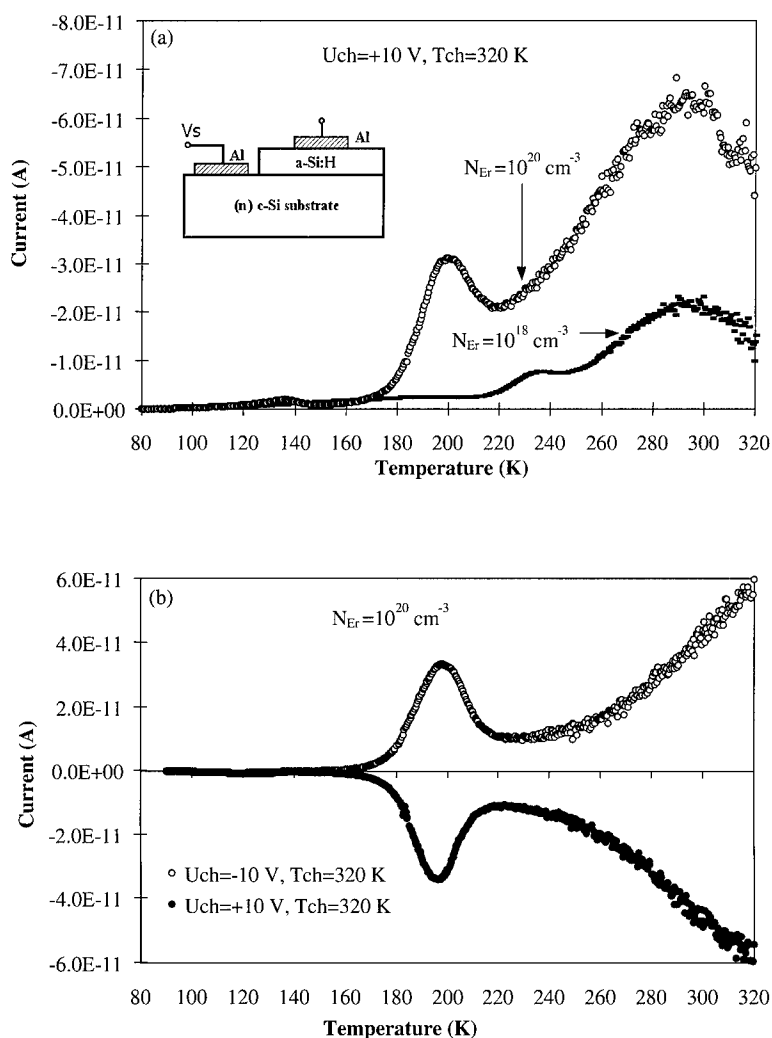 (a)
Uch=+10 V, Tch=320 K
-8.0E-11
-7.0E-11
-6.0E-11
-5.0E-11
-4.0E-11
-3.0E-11
-2.0E-11
-1.0E-11
0.0E+00
Current (A)
Vs
Al
Al
a-Si:H
(n) c-Si substrate
N_Er=10^20 cm^-3
N_Er=10^18 cm^-3
80 100 120 140 160 180 200 220 240 260 280 300 320
Temperature (K)
(b)
N_Er=10^20 cm^-3
6.0E-11
4.0E-11
2.0E-11
0.0E+00
-2.0E-11
-4.0E-11
-6.0E-11
Current (A)
Uch=-10 V, Tch=320 K
Uch=+10 V, Tch=320 K
80 100 120 140 160 180 200 220 240 260 280 300 320
Temperature (K)